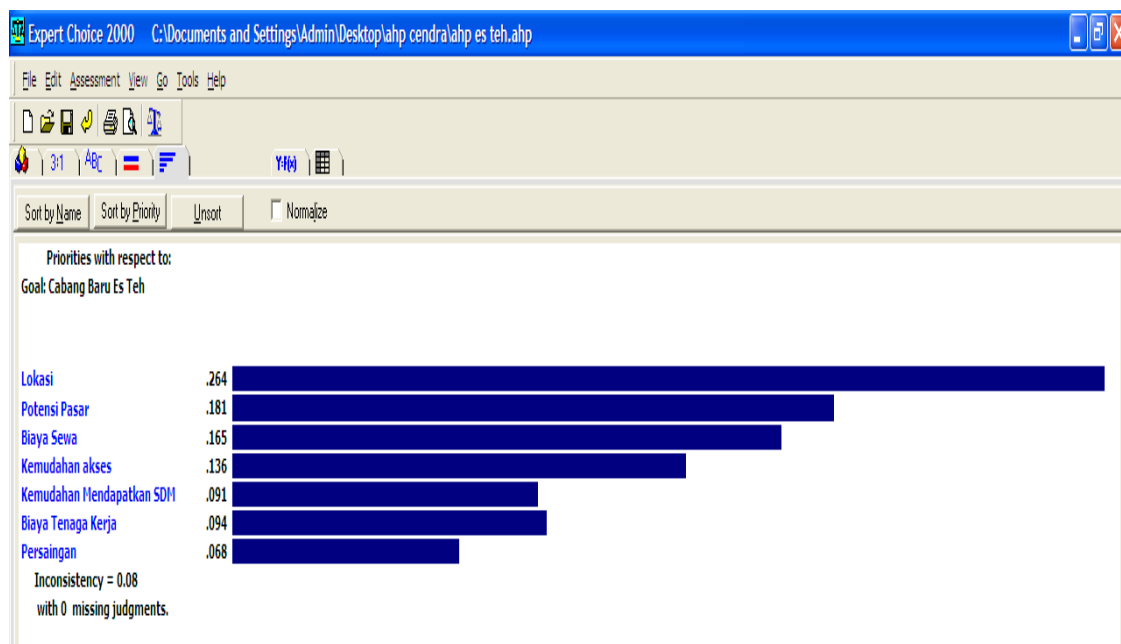 Expert Choice 2000 C:\Documents and Settings\Admin\Desktop\ahp cendra\ahp es teh.ahp
File Edit Assessment View Go Tools Help
3:1 ABC Y=f(x)
Sort by Name Sort by Priority Unsort Normalize
Priorities with respect to:
Goal: Cabang Baru Es Teh
Lokasi .264
Potensi Pasar .181
Biaya Sewa .165
Kemudahan akses .136
Kemudahan Mendapatkan SDM .091
Biaya Tenaga Kerja .094
Persaingan .068
Inconsistency = 0.08
with 0 missing judgments.